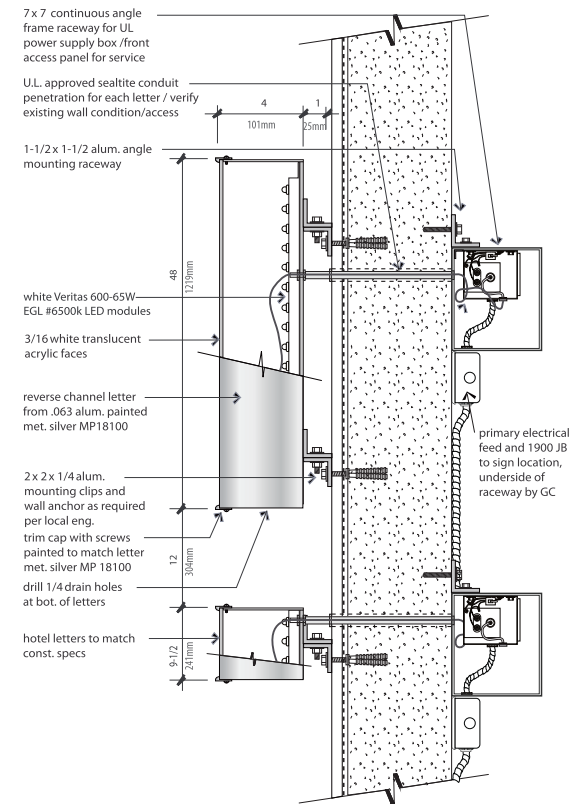 7 x 7 continuous angle
frame raceway for UL
power supply box /front
access panel for service
U.L. approved sealtite conduit
penetration for each letter / verify
existing wall condition/access
4
1
101mm
25mm
1-1/2 x 1-1/2 alum. angle
mounting raceway
48
1219mm
white Veritas 600-65W
EGL #6500k LED modules
3/16 white translucent
acrylic faces
reverse channel letter
from .063 alum. painted
met. silver MP18100
primary electrical
feed and 1900 JB
to sign location,
underside of
raceway by GC
2 x 2 x 1/4 alum.
mounting clips and
wall anchor as required
per local eng.
trim cap with screws
painted to match letter
met. silver MP 18100
12
304mm
drill 1/4 drain holes
at bot. of letters
hotel letters to match
const. specs
9-1/2
241mm